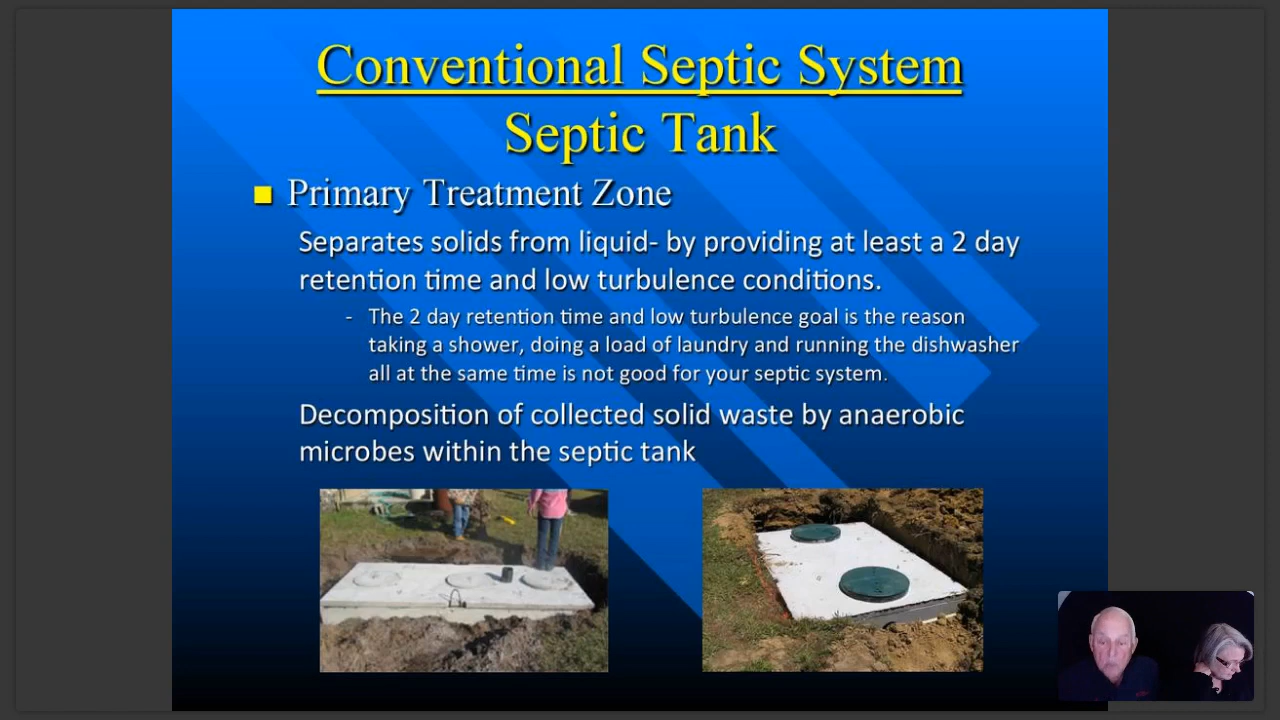 Conventional Septic System
Septic Tank
Primary Treatment Zone
Separates solids from liquid- by providing at least a 2 day
retention time and low turbulence conditions.
- The 2 day retention time and low turbulence goal is the reason
taking a shower, doing a load of laundry and running the dishwasher
all at the same time is not good for your septic system.
Decomposition of collected solid waste by anaerobic
microbes within the septic tank